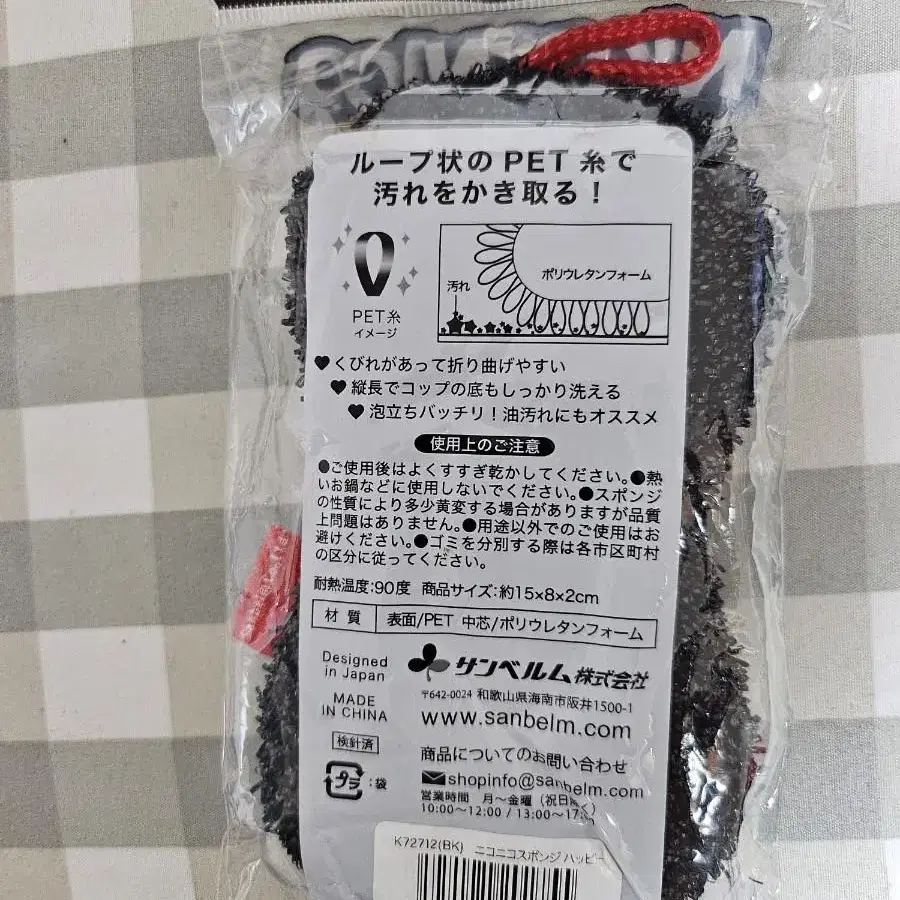 ループ状の PET 糸で
汚れをかき取る！
PET糸
イメージ
汚れ
ポリウレタンフォーム
♥くびれがあって折り曲げやすい
♥縦長でコップの底もしっかり洗える
♥泡立ちバッチリ！油汚れにもオススメ
使用上のご注意
●ご使用後はよくすすぎ乾かしてください。●熱
いお鍋などに使用しないでください。●スポンジ
の性質により多少黄変する場合がありますが品質
上問題はありません。●用途以外でのご使用はお
避けください。●ゴミを分別する際は各市区町村
の区分に従ってください。
耐熱温度:90度 商品サイズ:約15×8×2cm
材 質 表面/PET 中芯/ポリウレタンフォーム
Designed
in Japan
サンベルム株式会社
〒642-0024 和歌山県海南市阪井1500-1
MADE
IN CHINA
www.sanbelm.com
検針済
商品についてのお問い合わせ
プラ :袋
shopinfo@sanbelm.com
営業時間 月〜金曜（祝日除く）
10:00〜12:00 / 13:00〜17:00
K72712(BK) ニコニコスポンジ ハッピー